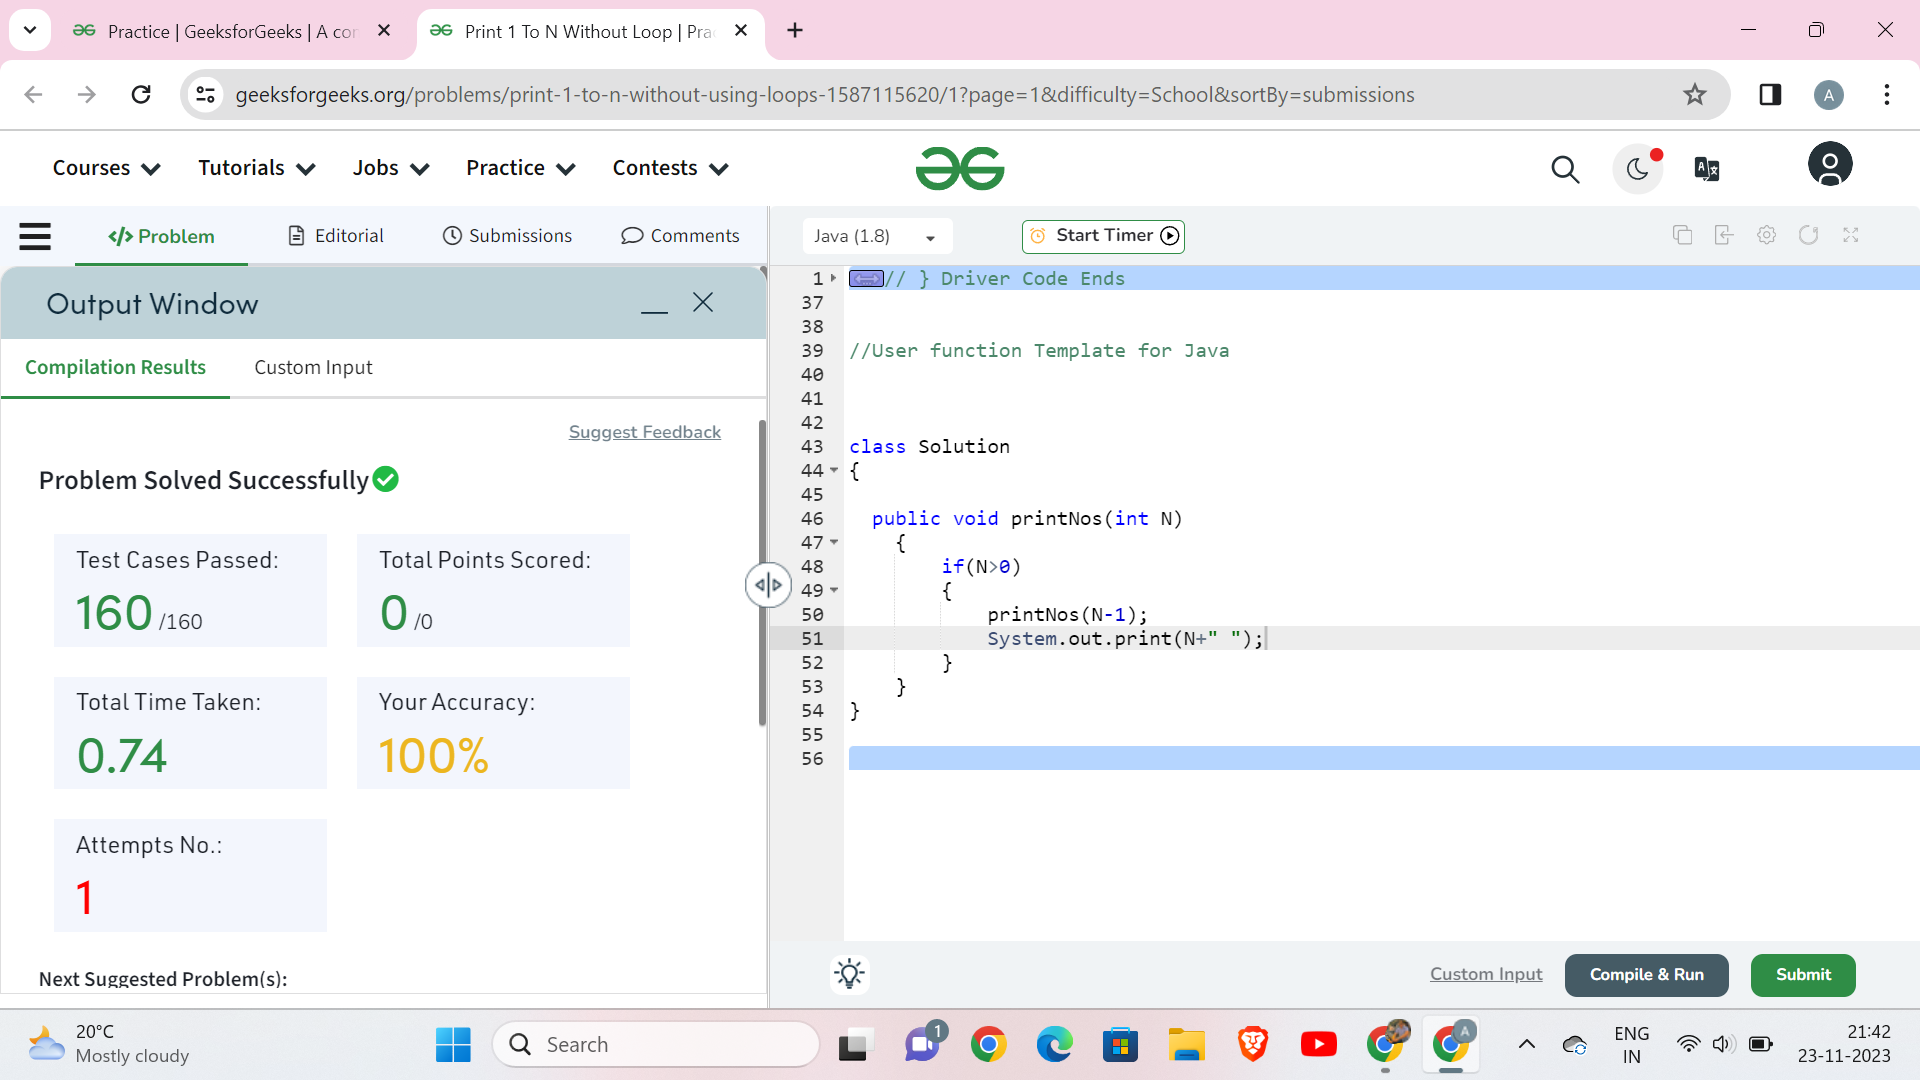 Practice | GeeksforGeeks | A cor
Print 1 To N Without Loop | Pra
geeksforgeeks.org/problems/print-1-to-n-without-using-loops-1587115620/1?page=1&difficulty=School&sortBy=submissions
A
Courses
Tutorials
Jobs
Practice
Contests
</> Problem
Editorial
Submissions
Comments
Java (1.8)
Start Timer
Output Window
Compilation Results
Custom Input
Suggest Feedback
Problem Solved Successfully
Test Cases Passed:
160 /160
Total Points Scored:
0 /0
Total Time Taken:
0.74
Your Accuracy:
100%
Attempts No.:
1
Next Suggested Problem(s):
1 // } Driver Code Ends
37
38
39 //User function Template for Java
40
41
42
43 class Solution
44 {
45
46 public void printNos(int N)
47 {
48 if(N>0)
49 {
50 printNos(N-1);
51 System.out.print(N+" ");
52 }
53 }
54 }
55
56
Custom Input
Compile & Run
Submit
20°C
Mostly cloudy
Search
1
A
ENG
IN
21:42
23-11-2023